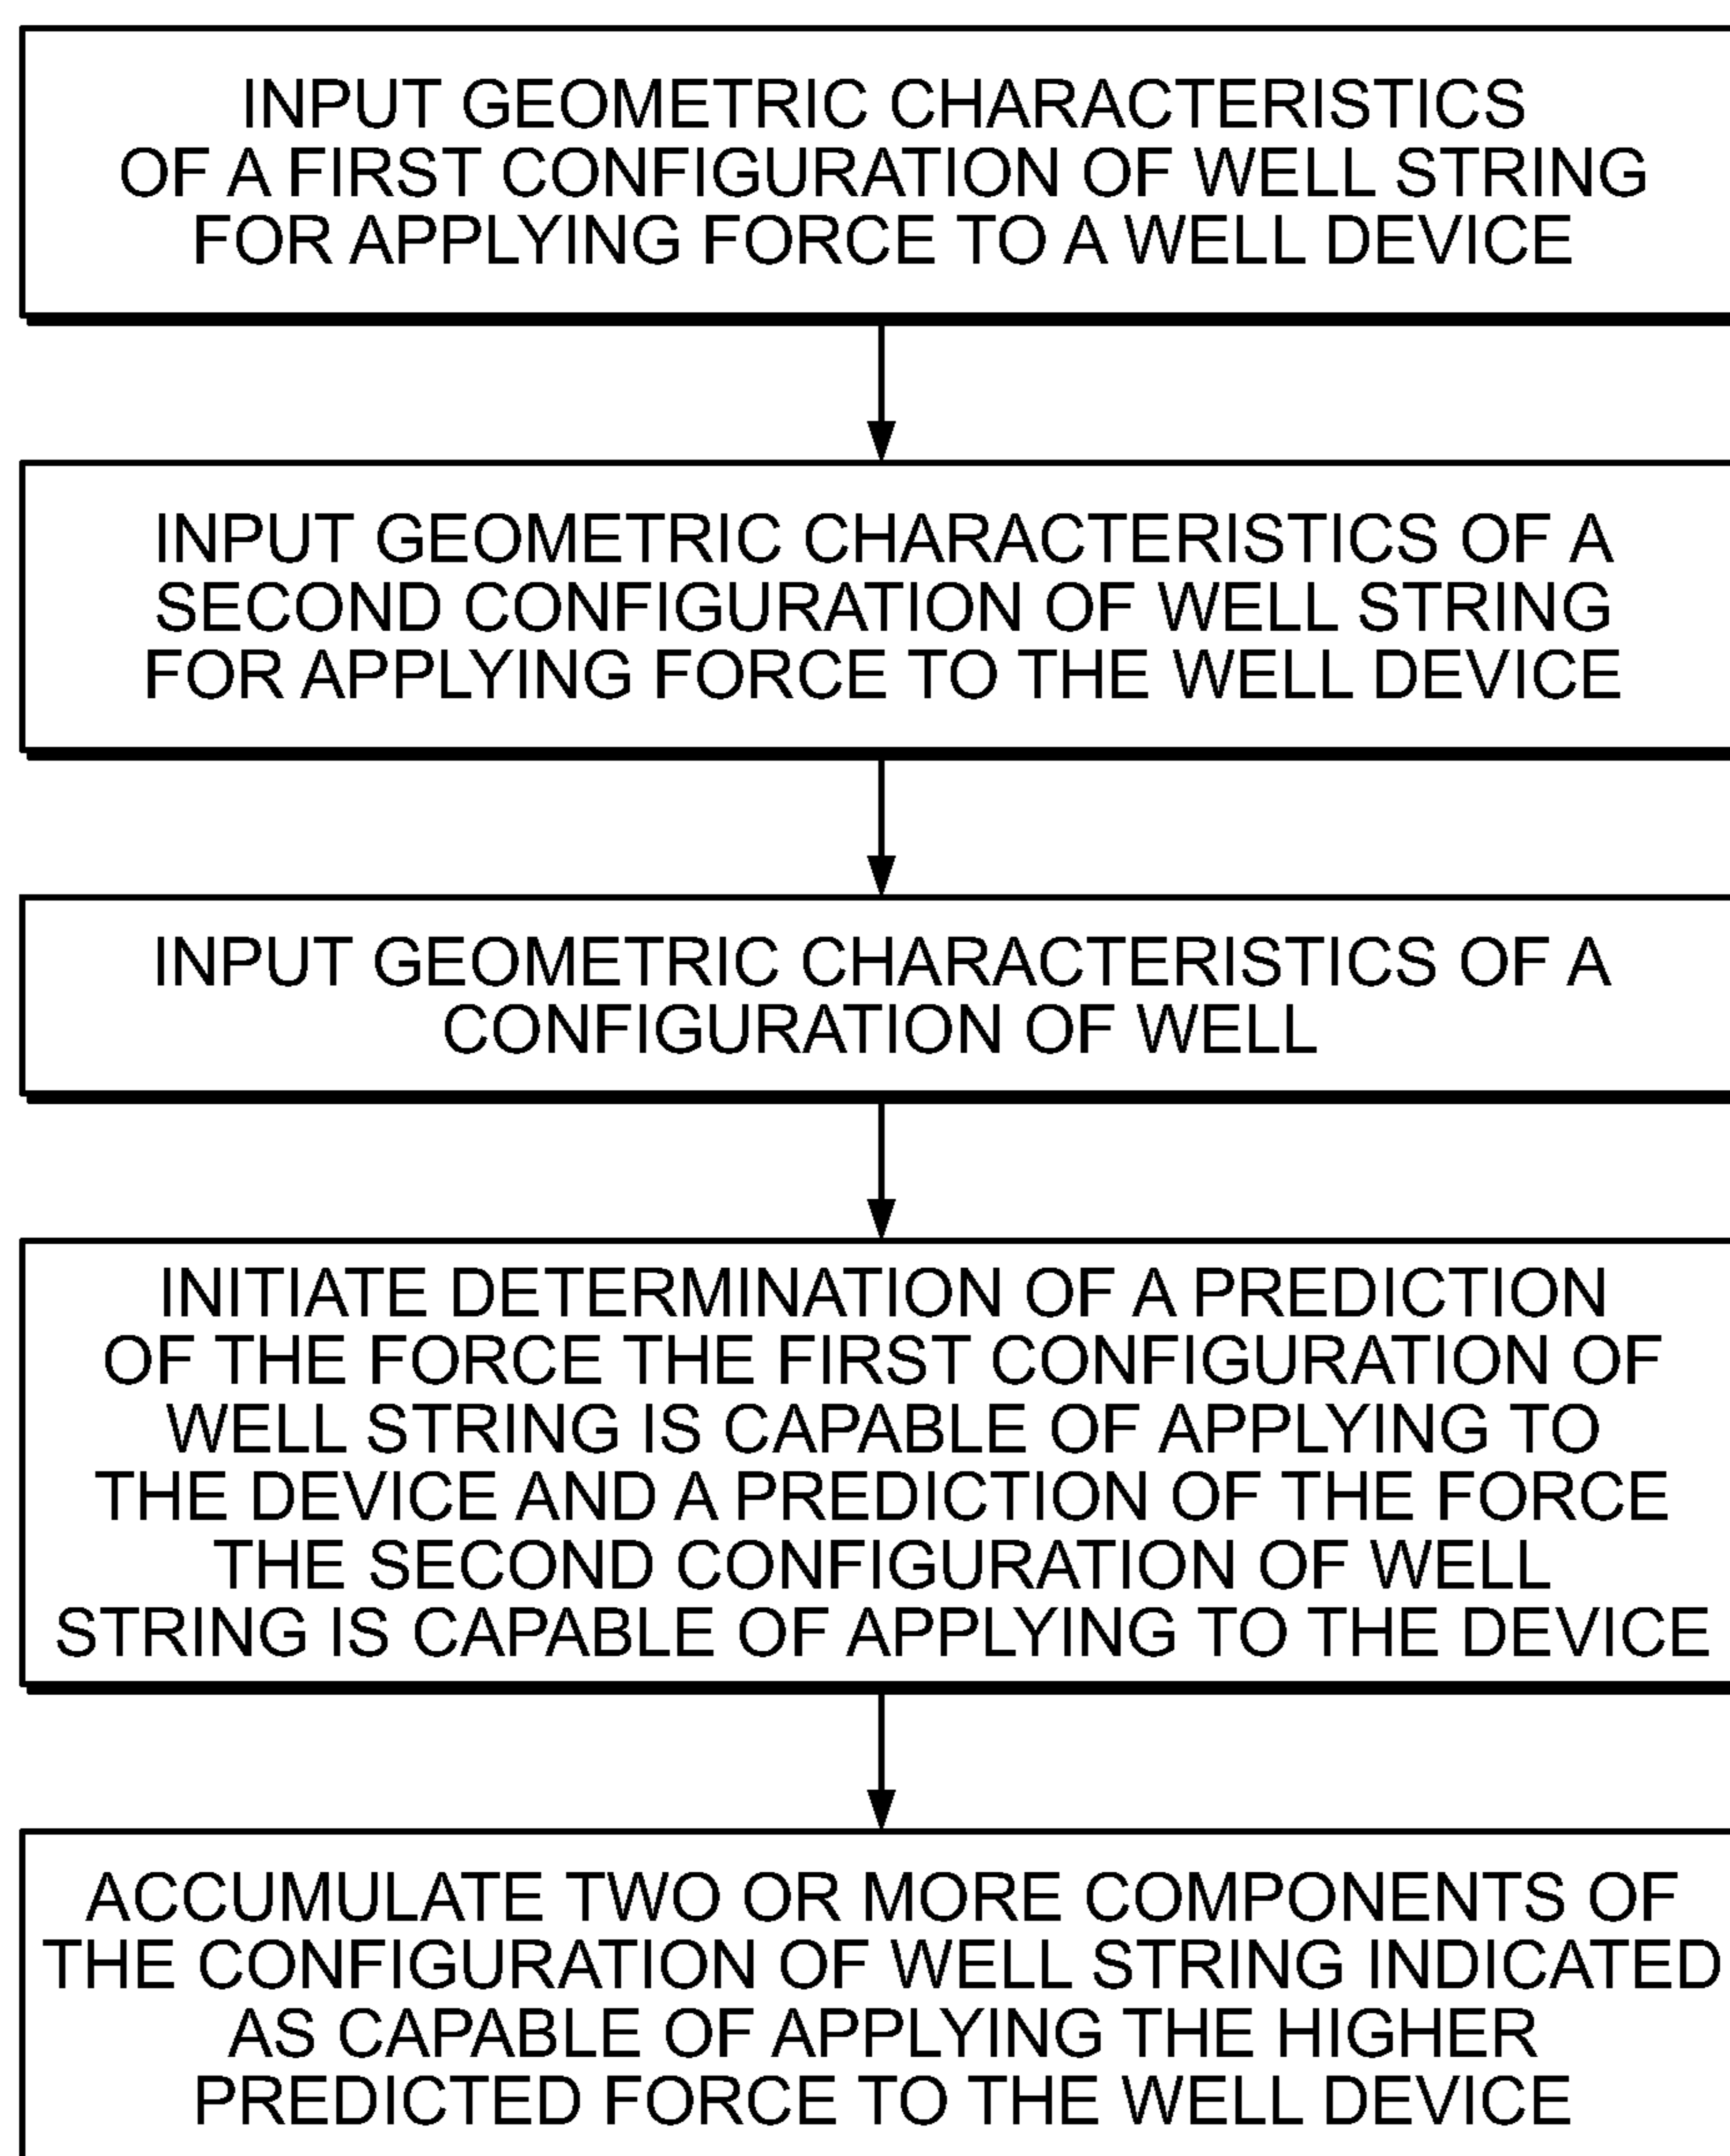 INPUT GEOMETRIC CHARACTERISTICS
OF A FIRST CONFIGURATION OF WELL STRING
FOR APPLYING FORCE TO A WELL DEVICE
INPUT GEOMETRIC CHARACTERISTICS OF A
SECOND CONFIGURATION OF WELL STRING
FOR APPLYING FORCE TO THE WELL DEVICE
INPUT GEOMETRIC CHARACTERISTICS OF A
CONFIGURATION OF WELL
INITIATE DETERMINATION OF A PREDICTION
OF THE FORCE THE FIRST CONFIGURATION OF
WELL STRING IS CAPABLE OF APPLYING TO
THE DEVICE AND A PREDICTION OF THE FORCE
THE SECOND CONFIGURATION OF WELL
STRING IS CAPABLE OF APPLYING TO THE DEVICE
ACCUMULATE TWO OR MORE COMPONENTS OF
THE CONFIGURATION OF WELL STRING INDICATED
AS CAPABLE OF APPLYING THE HIGHER
PREDICTED FORCE TO THE WELL DEVICE